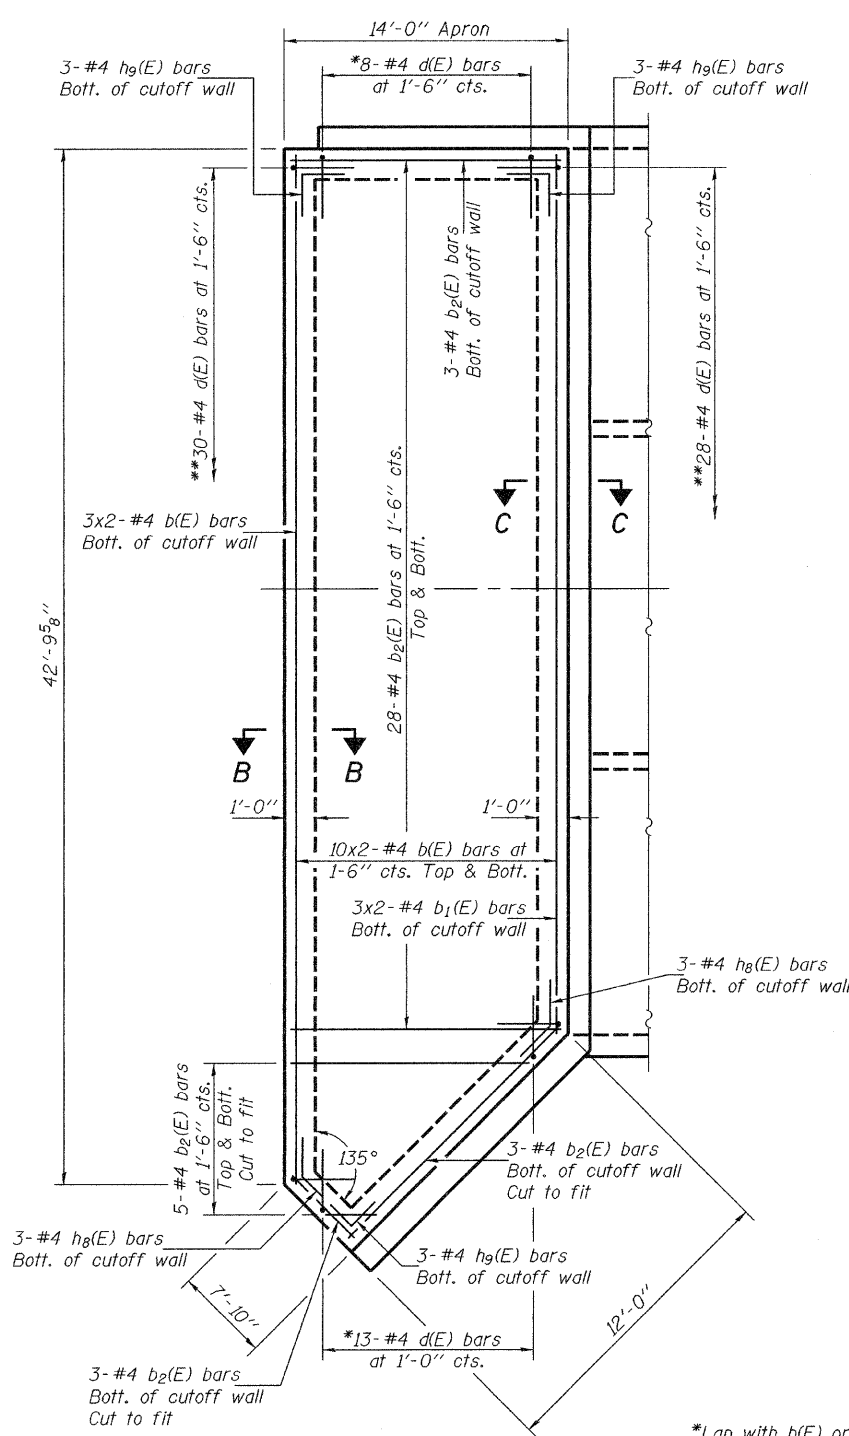 14'-0" Apron
3-#4 h9(E) bars
Bott. of cutoff wall
*8-#4 d(E) bars
at 1'-6" cts.
3-#4 h9(E) bars
Bott. of cutoff wall
**30-#4 d(E) bars at 1'-6" cts.
3-#4 b2(E) bars
Bott. of cutoff wall
**28-#4 d(E) bars at 1'-6" cts.
28-#4 b2(E) bars at 1'-6" cts.
Top & Bott.
C C
3x2-#4 b(E) bars
Bott. of cutoff wall
42'-9⅝"
B B
1'-0" 1'-0"
10x2-#4 b(E) bars at
1-6" cts. Top & Bott.
3x2-#4 b1(E) bars
Bott. of cutoff wall
3-#4 h8(E) bars
Bott. of cutoff wall
5-#4 b2(E) bars
at 1'-6" cts.
Top & Bott.
Cut to fit
135°
3-#4 b2(E) bars
Bott. of cutoff wall
Cut to fit
3-#4 h8(E) bars
Bott. of cutoff wall
3-#4 h9(E) bars
Bott. of cutoff wall
7'-10"
12'-0"
*13-#4 d(E) bars
at 1'-0" cts.
3-#4 b2(E) bars
Bott. of cutoff wall
Cut to fit